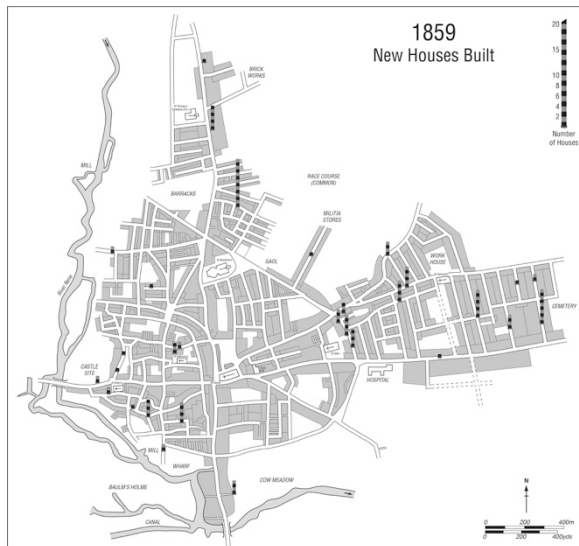 1859
New Houses Built
20
15
10
8
6
4
2
Number
of Houses
BRICK
WORKS
MILL
BARRACKS
RACE COURSE
(COMMON)
MILITIA
STORES
GAOL
WORK
HOUSE
CEMETERY
River Nene
CASTLE
SITE
HOSPITAL
MILL
WHARF
COW MEADOW
BAULM'S HOLME
CANAL
N
0 200 400m
0 200 400yds